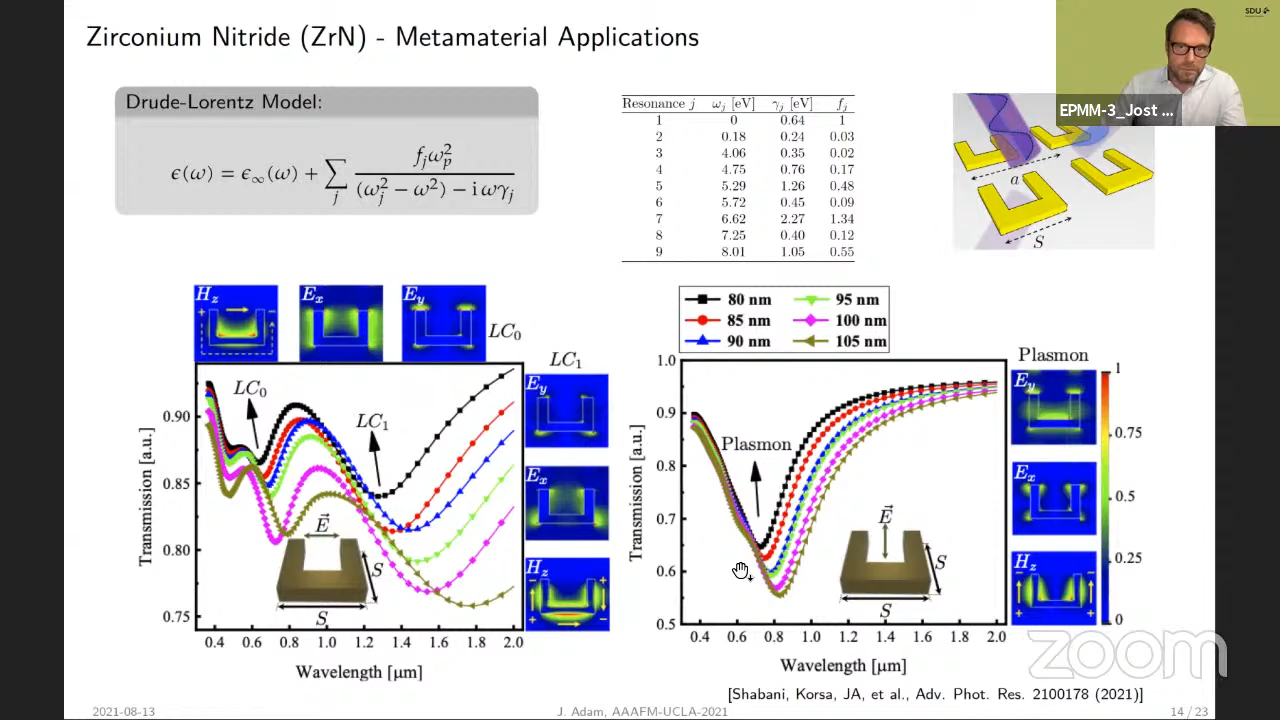 Zirconium Nitride (ZrN) - Metamaterial Applications
SDU
EPMM-3_Jost ...
Drude-Lorentz Model:
ϵ(ω) = ϵ∞(ω) + ∑j fjωp² / ((ωj² − ω²) − i ωγj)
Resonance j ωj [eV] γj [eV] fj
1 0 0.64 1
2 0.18 0.24 0.03
3 4.06 0.35 0.02
4 4.75 0.76 0.17
5 5.29 1.26 0.48
6 5.72 0.45 0.09
7 6.62 2.27 1.34
8 7.25 0.40 0.12
9 8.01 1.05 0.55
a
S
Hz
Ex
Ey
LC0
+ −
LC1
Ey
Ex
Hz
+ +
− −
+ −
LC0
LC1
0.90
0.85
0.80
0.75
Transmission [a.u.]
E⃗
S
S
0.4 0.6 0.8 1.0 1.2 1.4 1.6 1.8 2.0
Wavelength [μm]
80 nm 95 nm
85 nm 100 nm
90 nm 105 nm
1.0
0.9
0.8
0.7
0.6
0.5
Transmission [a.u.]
Plasmon
E⃗
S
S
0.4 0.6 0.8 1.0 1.2 1.4 1.6 1.8 2.0
Wavelength [μm]
Plasmon
Ey
Ex
Hz
− −
+ +
1
0.75
0.5
0.25
0
zoom
[Shabani, Korsa, JA, et al., Adv. Phot. Res. 2100178 (2021)]
2021-08-13
J. Adam, AAAFM-UCLA-2021
14 / 23